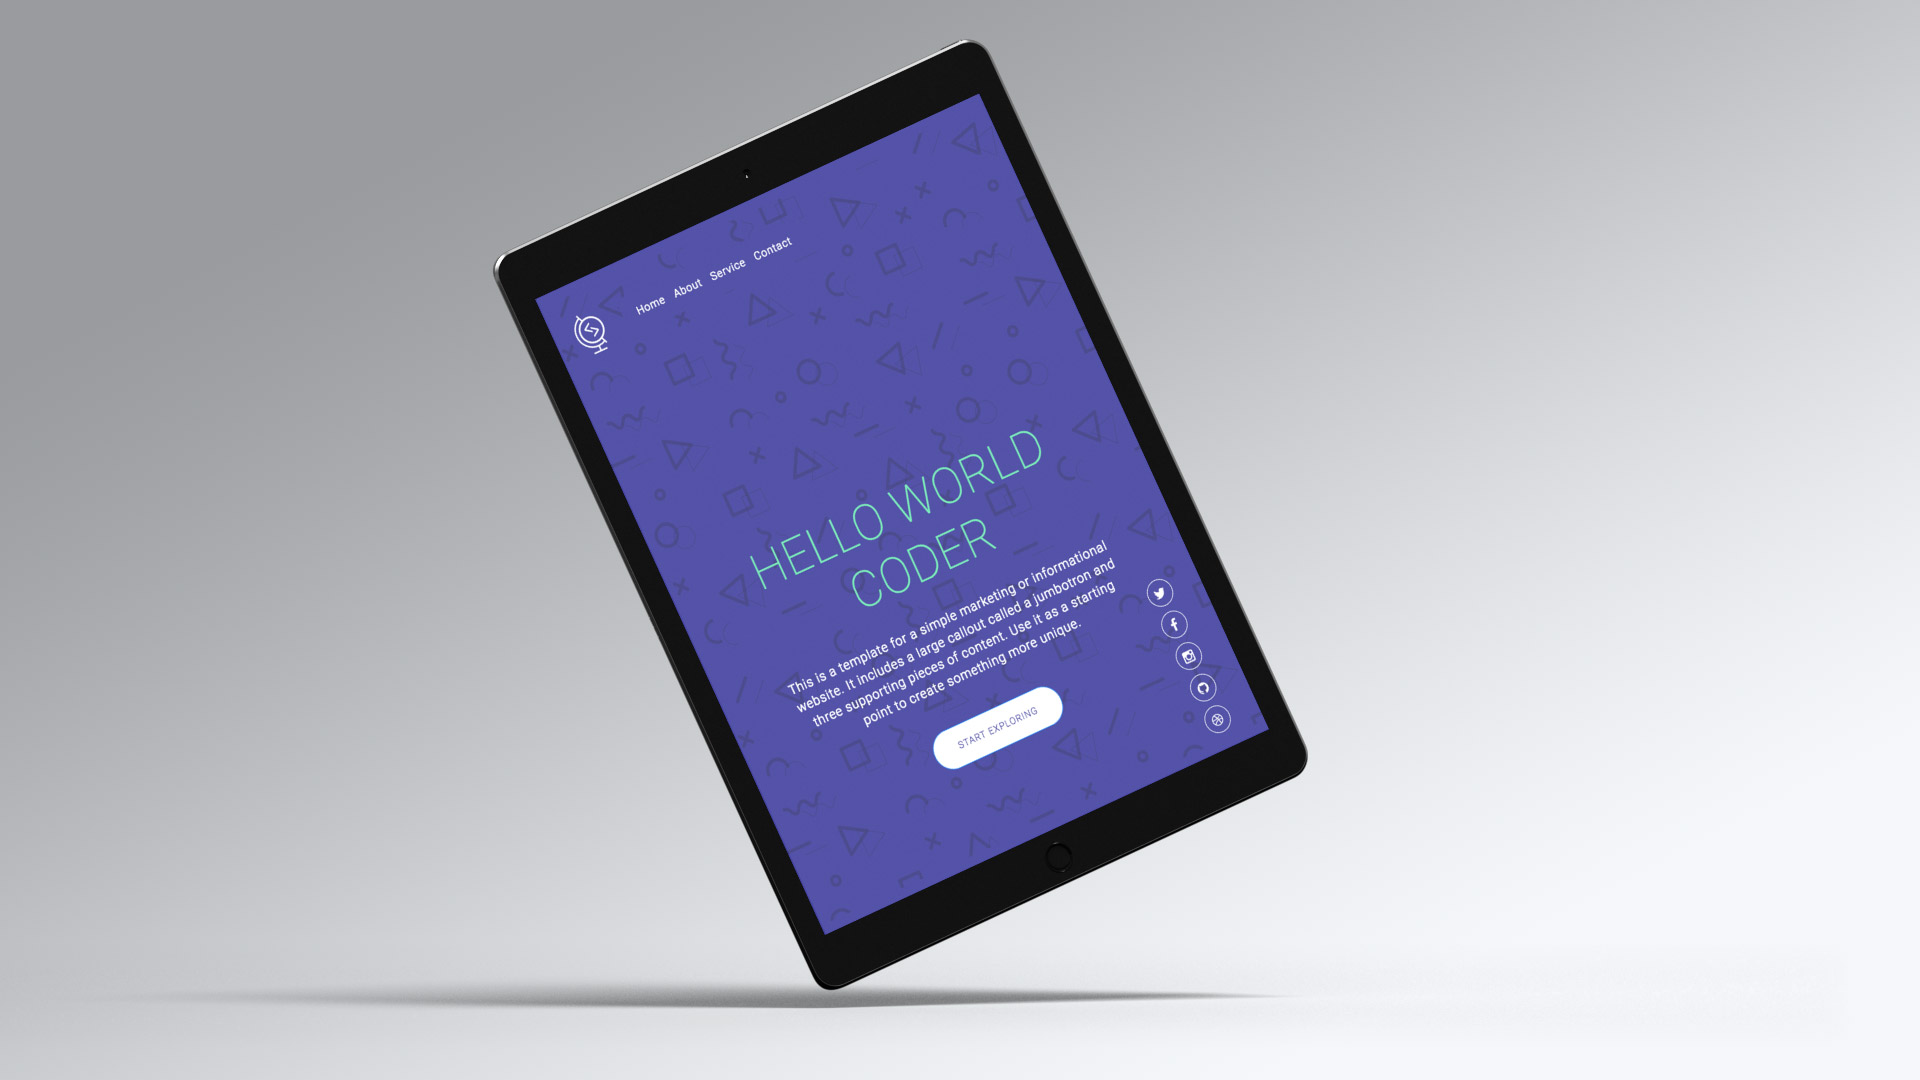 Home About Service Contact
HELLO WORLD
CODER
This is a template for a simple marketing or informational
website. It includes a large callout called a jumbotron and
three supporting pieces of content. Use it as a starting
point to create something more unique.
START EXPLORING